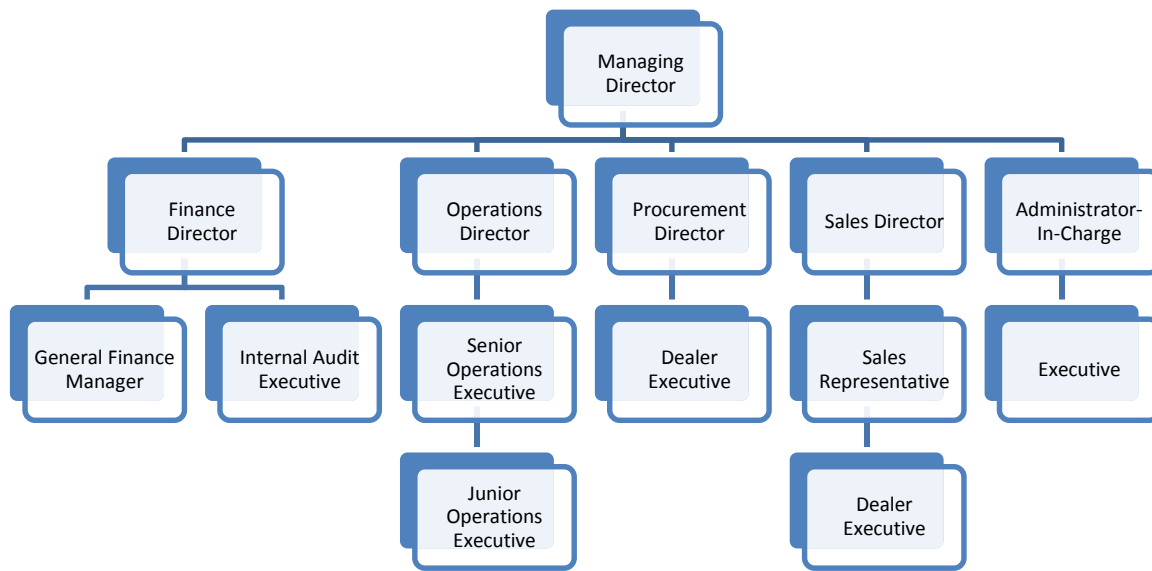 Managing
Director
Finance
Director
Operations
Director
Procurement
Director
Sales Director
Administrator-
In-Charge
General Finance
Manager
Internal Audit
Executive
Senior
Operations
Executive
Dealer
Executive
Sales
Representative
Executive
Junior
Operations
Executive
Dealer
Executive